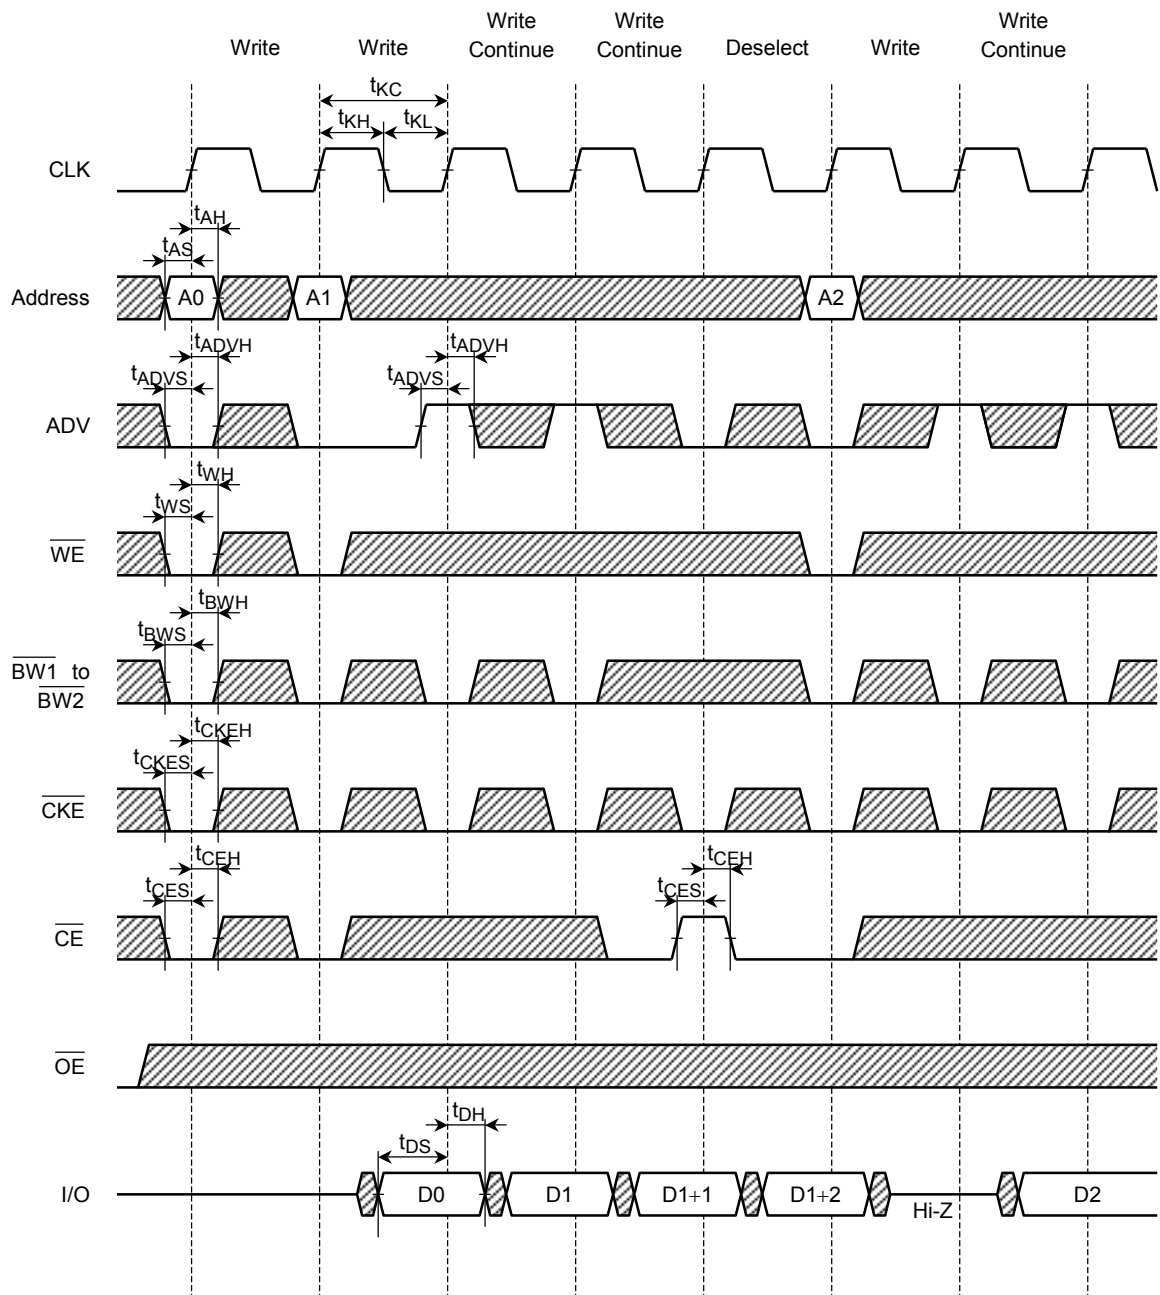 Write Write
Write Write Continue Continue Deselect Write Continue
tKC
tKH tKL
CLK
tAH
tAS
Address A0 A1 A2
tADVH tADVH
tADVS tADVS
ADV
tWH
tWS
WE
tBWH
tBWS
BW1 to
BW2
tCKEH
tCKES
CKE
tCEH tCEH
tCES tCES
CE
OE
tDH
tDS
I/O D0 D1 D1+1 D1+2 D2
Hi-Z